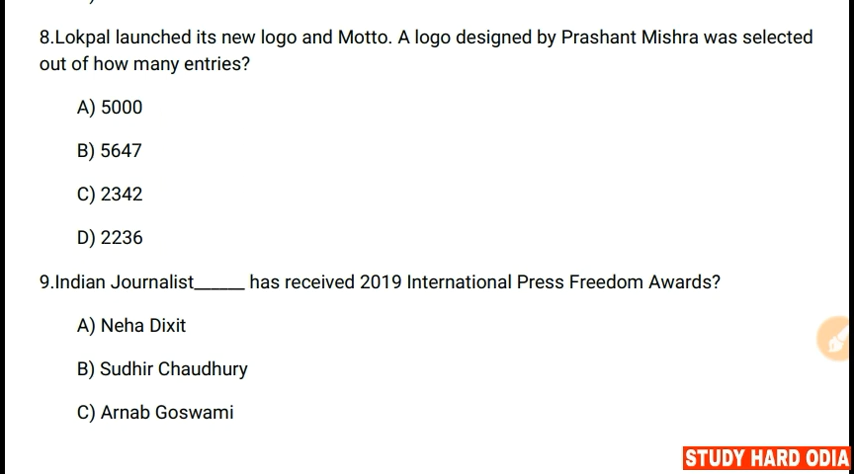 8.Lokpal launched its new logo and Motto. A logo designed by Prashant Mishra was selected
out of how many entries?
A) 5000
B) 5647
C) 2342
D) 2236
9.Indian Journalist______ has received 2019 International Press Freedom Awards?
A) Neha Dixit
B) Sudhir Chaudhury
C) Arnab Goswami
STUDY HARD ODIA